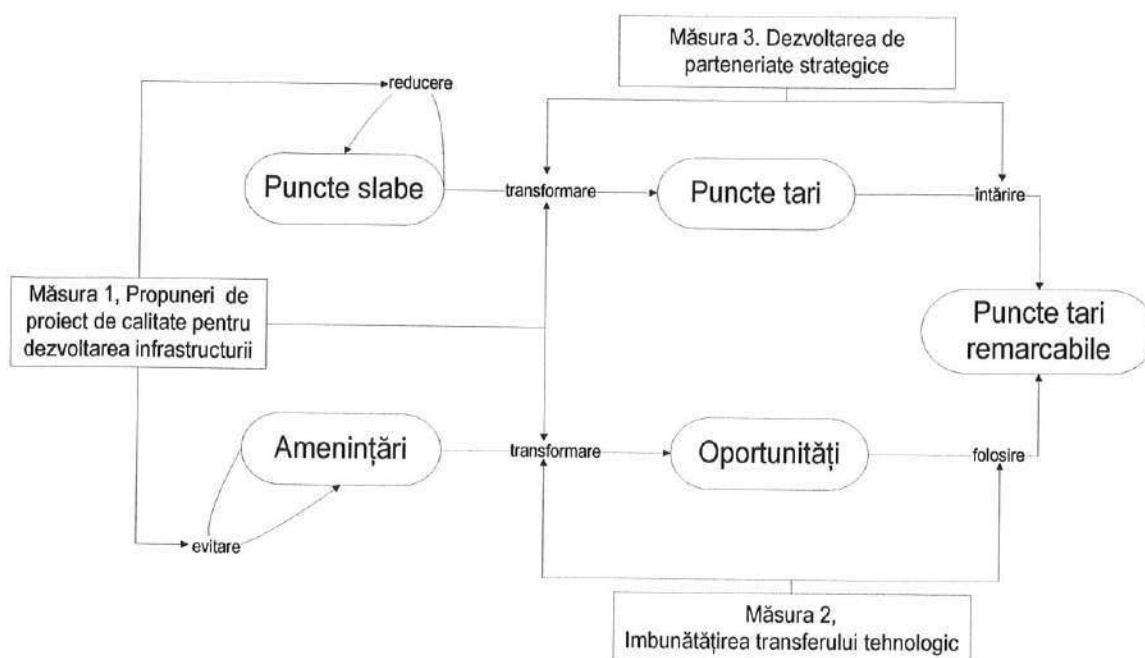 Măsura 3. Dezvoltarea de
parteneriate strategice
reducere
Puncte slabe
transformare
Puncte tari
întărire
Măsura 1, Propuneri de
proiect de calitate pentru
dezvoltarea infrastructurii
Puncte tari
remarcabile
Amenințări
transformare
Oportunități
folosire
evitare
Măsura 2,
Imbunătățirea transferului tehnologic